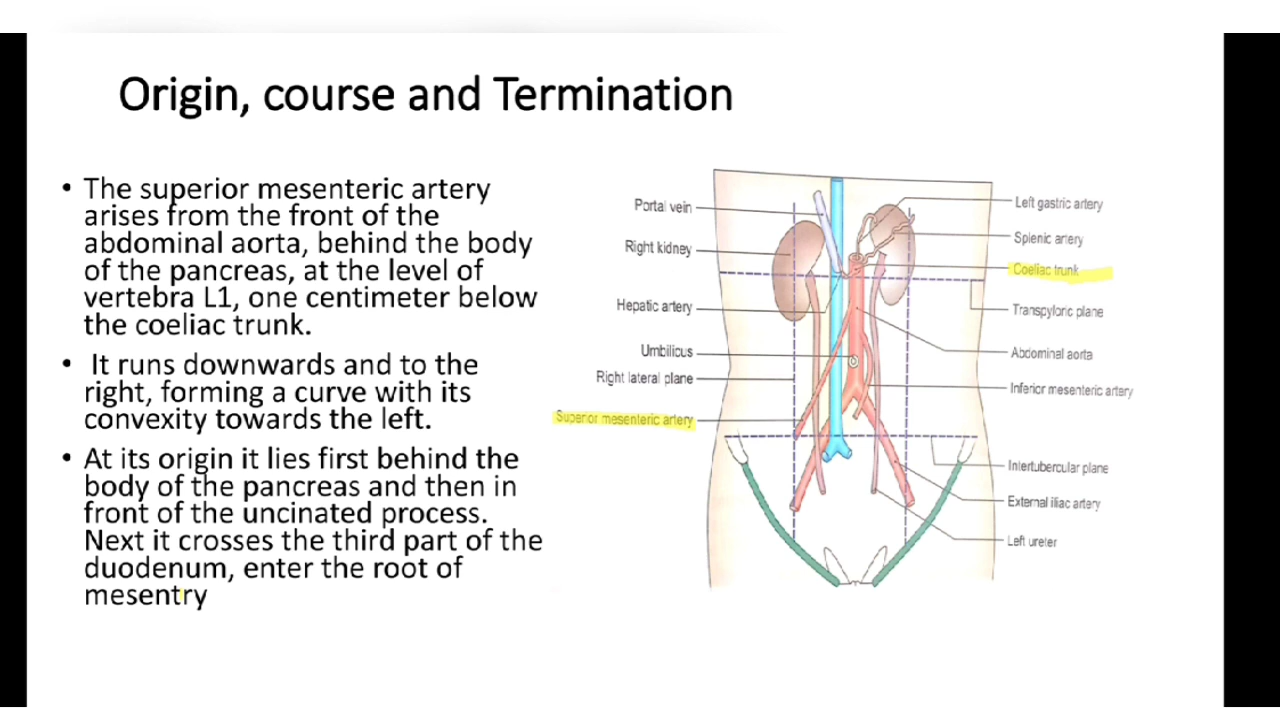 Origin, course and Termination
• The superior mesenteric artery
arises from the front of the
abdominal aorta, behind the body
of the pancreas, at the level of
vertebra L1, one centimeter below
the coeliac trunk.
• It runs downwards and to the
right, forming a curve with its
convexity towards the left.
• At its origin it lies first behind the
body of the pancreas and then in
front of the uncinated process.
Next it crosses the third part of the
duodenum, enter the root of
mesentry
Portal vein
Right kidney
Hepatic artery
Umbilicus
Right lateral plane
Superior mesenteric artery
Left gastric artery
Splenic artery
Coeliac trunk
Transpyloric plane
Abdominal aorta
Inferior mesenteric artery
Intertubercular plane
External iliac artery
Left ureter